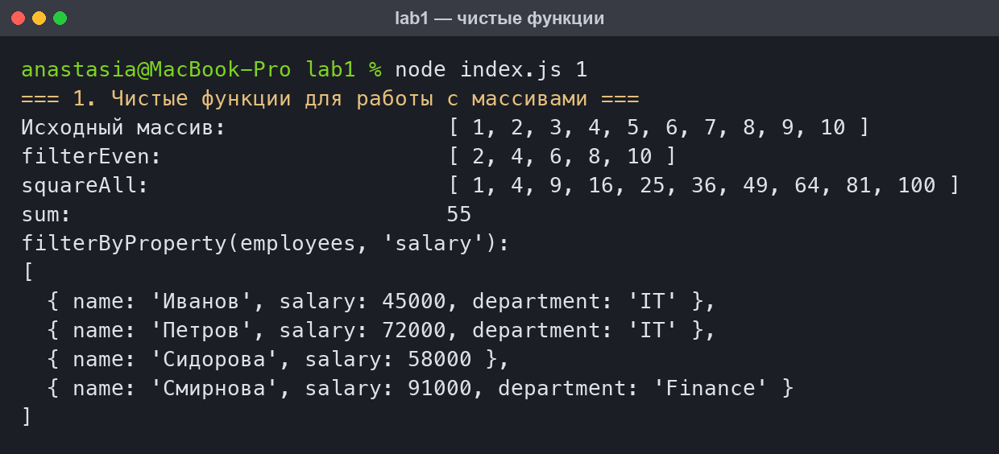 lab1 — чистые функции
anastasia@MacBook-Pro lab1 % node index.js 1
=== 1. Чистые функции для работы с массивами ===
Исходный массив:                 [ 1, 2, 3, 4, 5, 6, 7, 8, 9, 10 ]
filterEven:                      [ 2, 4, 6, 8, 10 ]
squareAll:                       [ 1, 4, 9, 16, 25, 36, 49, 64, 81, 100 ]
sum:                             55
filterByProperty(employees, 'salary'):
[
  { name: 'Иванов', salary: 45000, department: 'IT' },
  { name: 'Петров', salary: 72000, department: 'IT' },
  { name: 'Сидорова', salary: 58000 },
  { name: 'Смирнова', salary: 91000, department: 'Finance' }
]